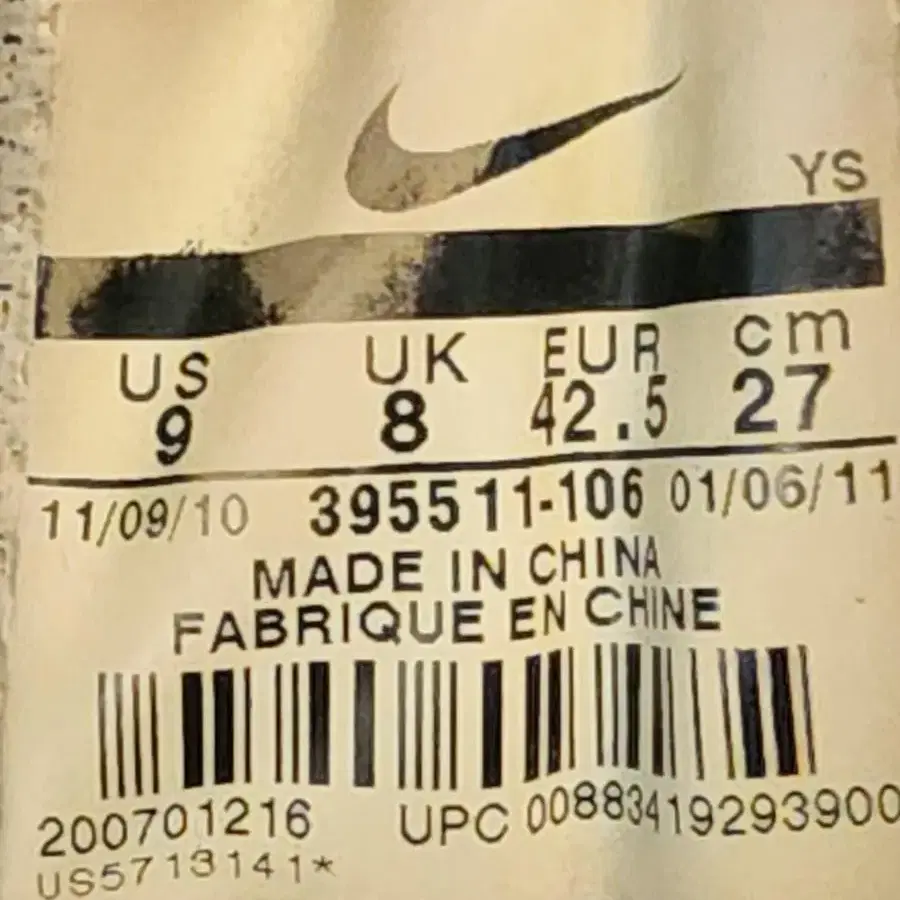 YS
US UK EUR cm
9 8 42.5 27
11/09/10 395511-106 01/06/11
MADE IN CHINA
FABRIQUE EN CHINE
200701216 UPC 00883419293900
US5713141*